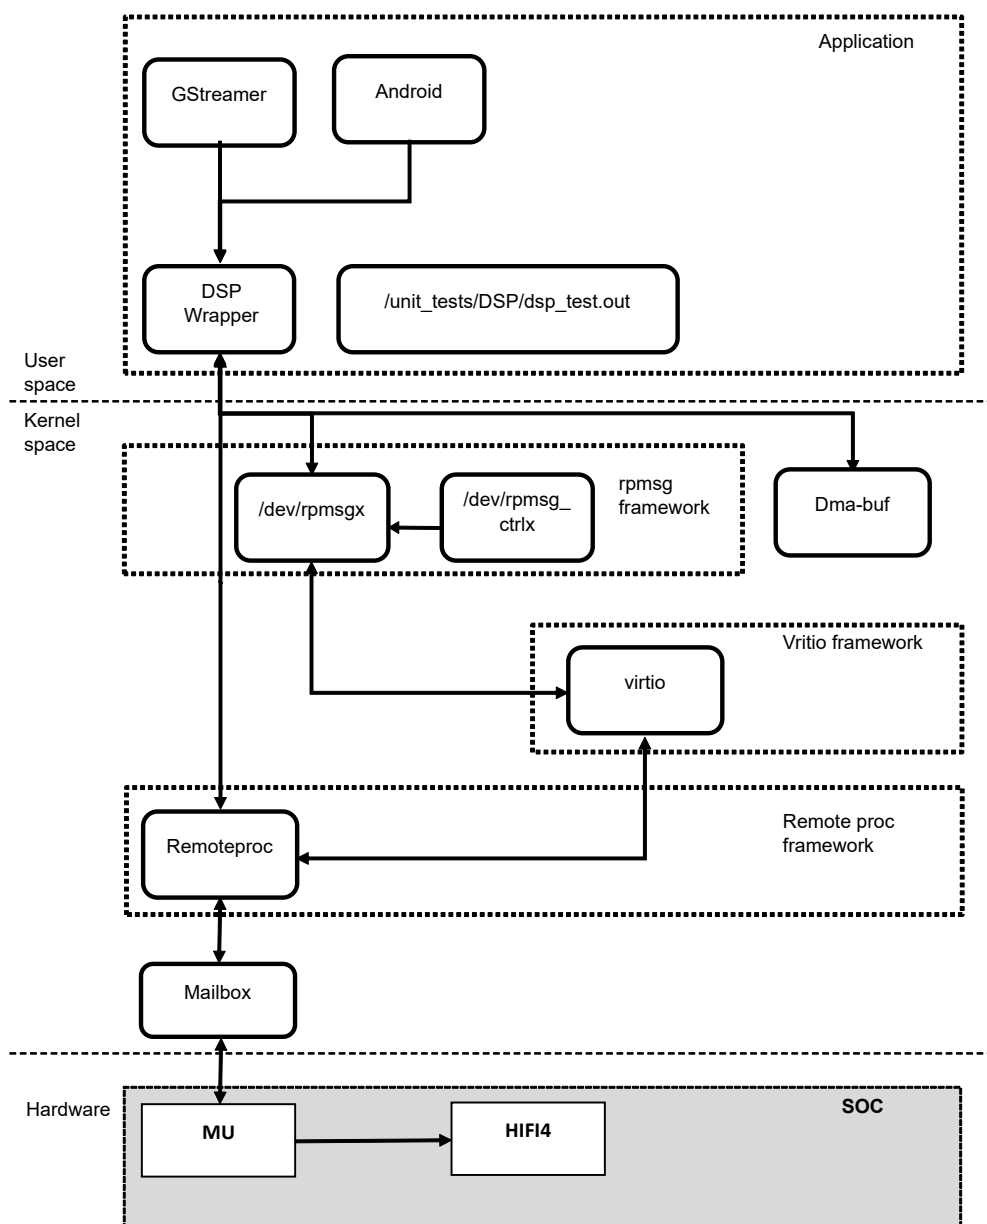 Application
GStreamer
Android
DSP
Wrapper
/unit_tests/DSP/dsp_test.out
User
space
Kernel
space
rpmsg
framework
/dev/rpmsgx
/dev/rpmsg_
ctrlx
Dma-buf
Vritio framework
virtio
Remote proc
framework
Remoteproc
Mailbox
Hardware
SOC
MU
HIFI4